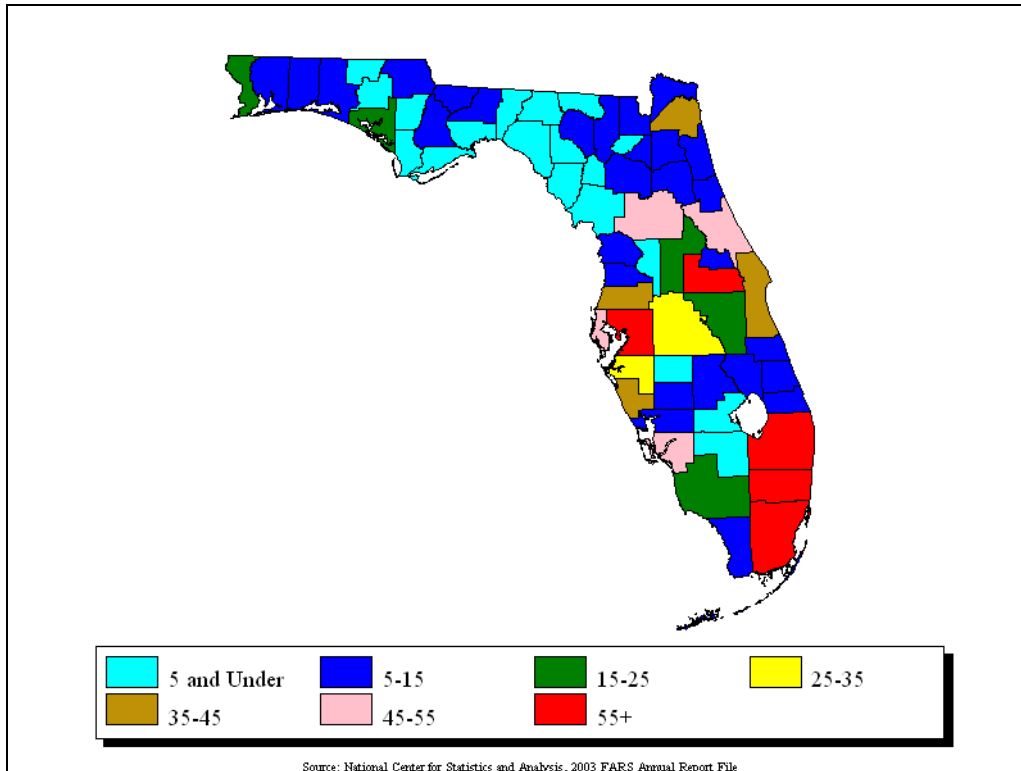 5 and Under 5-15 15-25 25-35
35-45 45-55 55+
Source: National Center for Statistics and Analysis, 2003 FARS Annual Report File